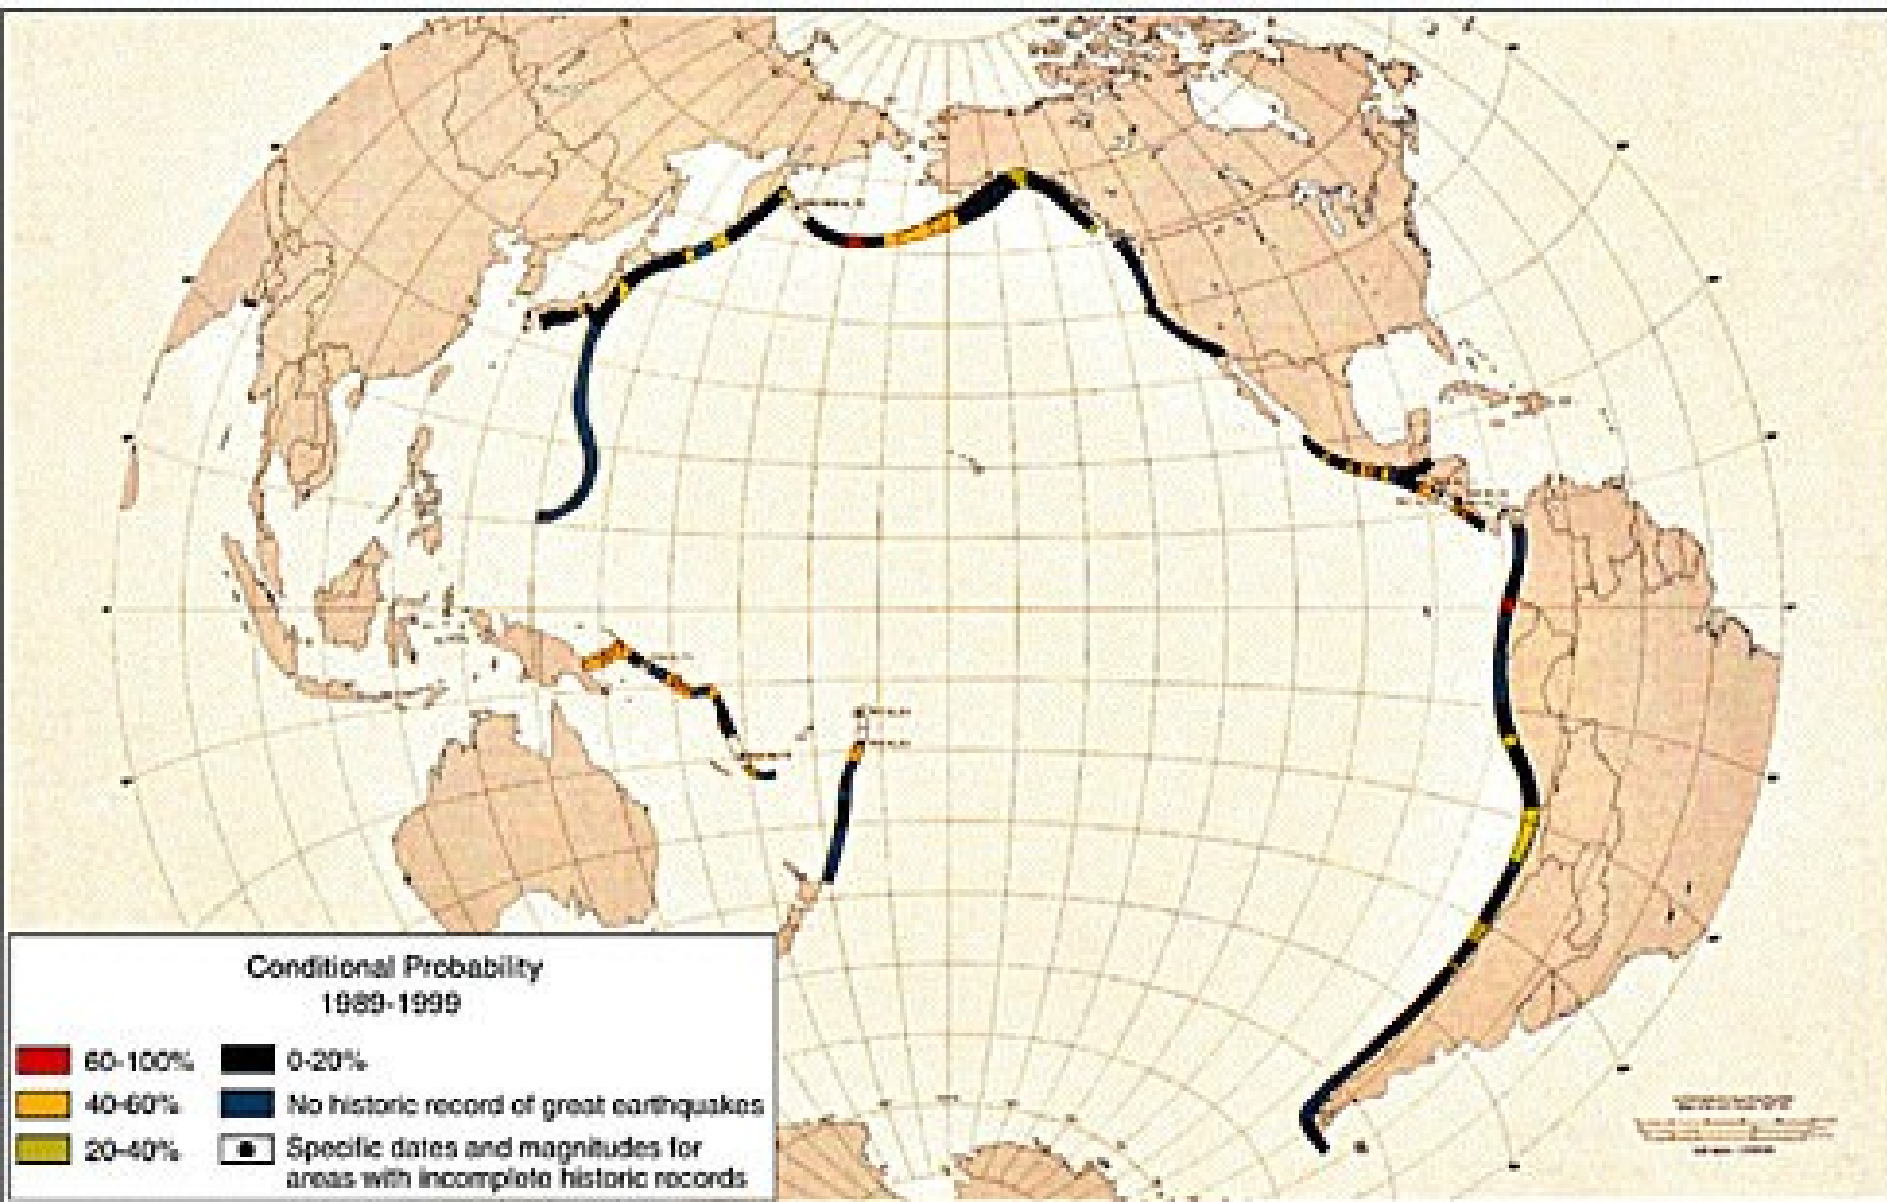 Conditional Probability
1989-1999
60-100%
40-60%
20-40%
0-20%
No historic record of great earthquakes
Specific dates and magnitudes for
areas with incomplete historic records